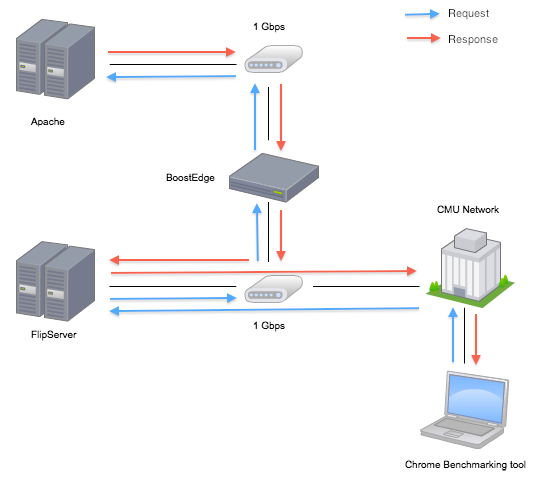 1 Gbps
Request
Response
Apache
BoostEdge
CMU Network
FlipServer
1 Gbps
Chrome Benchmarking tool